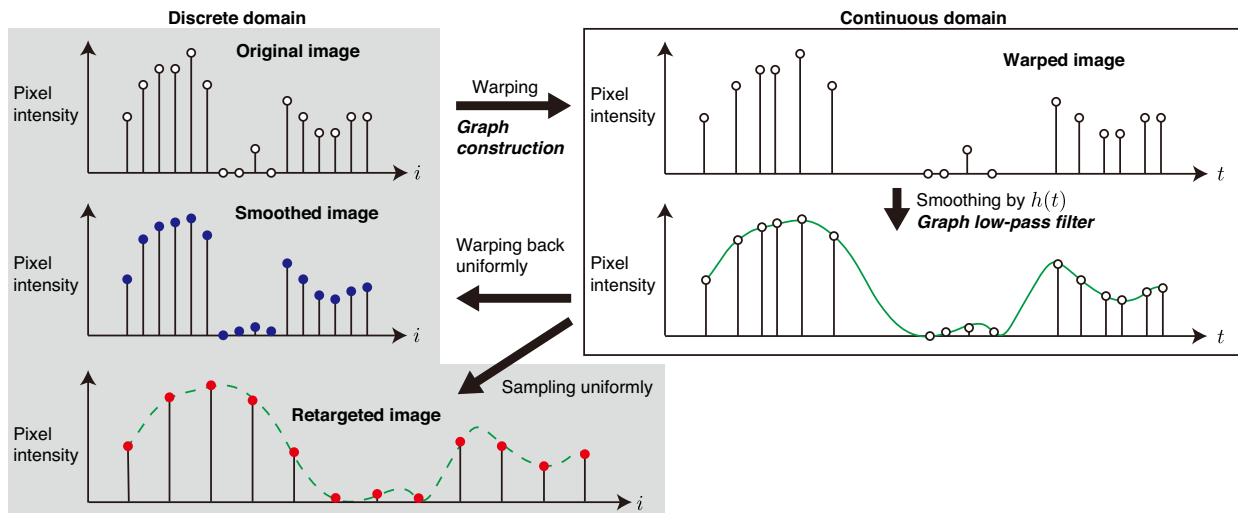 Discrete domain
Continuous domain
Original image
Pixel
intensity
i
Warping
Graph
construction
Warped image
Pixel
intensity
t
Smoothing by h(t)
Graph low-pass filter
Smoothed image
Pixel
intensity
i
Warping back
uniformly
Pixel
intensity
t
Sampling uniformly
Retargeted image
Pixel
intensity
i